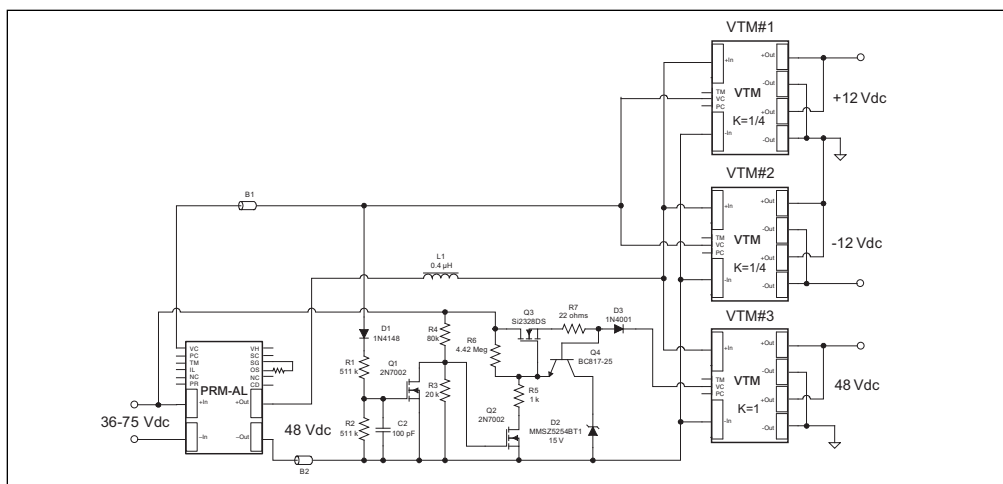 VTM#1
+In
+Out
-Out
TM
VC
PC
VTM
+Out
K=1/4
–In
-Out
+12 Vdc
VTM#2
+In
+Out
-Out
TM
VC
PC
VTM
+Out
K=1/4
–In
-Out
-12 Vdc
VTM#3
+In
+Out
-Out
TM
VC
PC
VTM
+Out
K=1
–In
-Out
48 Vdc
B1
L1
0.4 µH
D1
1N4148
R1
511 k
R2
511 k
Q1
2N7002
C2
100 pF
R4
80k
R3
20 k
R6
4.42 Meg
Q3
Si2328DS
R7
22 ohms
D3
1N4001
Q4
BC817-25
R5
1 k
Q2
2N7002
D2
MMSZ5254BT1
15 V
VC
PC
TM
IL
NC
PR
VH
SC
SG
OS
NC
CD
PRM-AL
+In
+Out
–In
–Out
36-75 Vdc
48 Vdc
B2